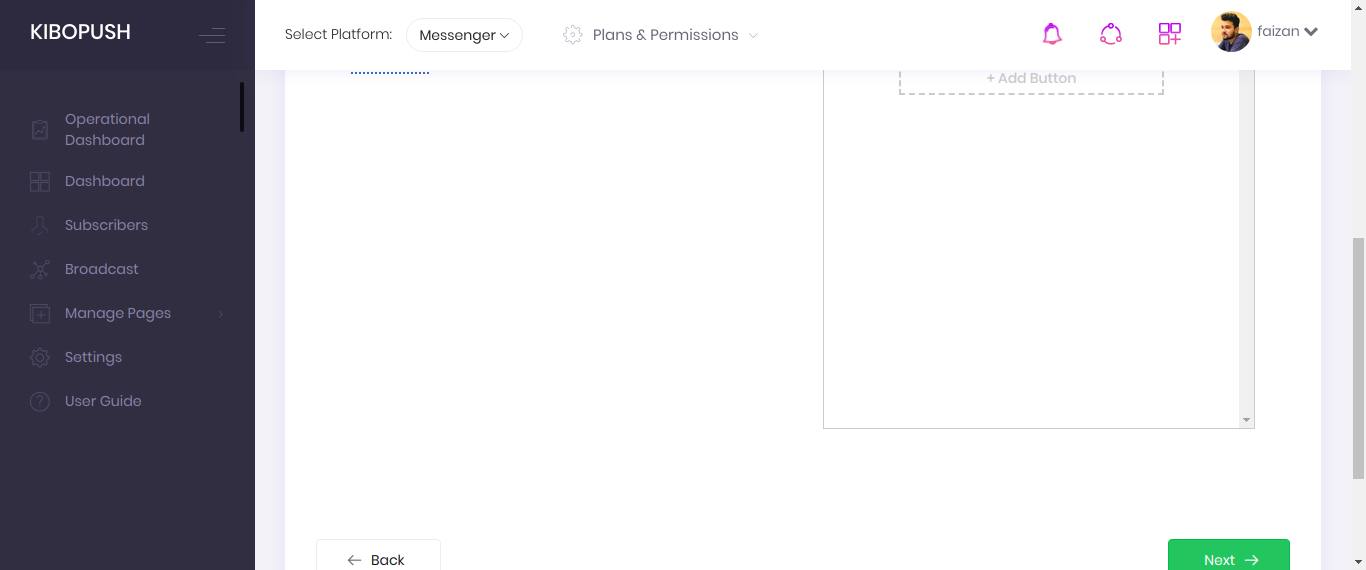 KIBOPUSH
Select Platform: Messenger
Plans & Permissions
faizan
Operational
Dashboard
Dashboard
Subscribers
Broadcast
Manage Pages
Settings
User Guide
+ Add Button
Back
Next